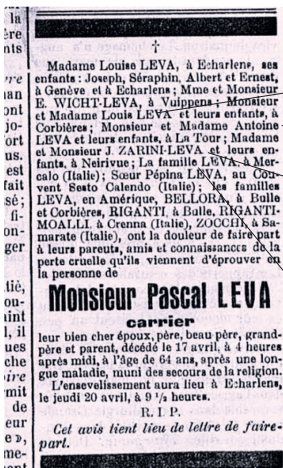 la
ère
nts
†
Madame Louise LEVA, à Echarlens, ses
enfants : Joseph, Séraphin, Albert et Ernest,
à Genève et à Echarlens ; Mme et Monsieur
E. WICHT-LEVA, à Vuippens ; Monsieur
et Madame Louis LEVA et leurs enfants, à
Corbières ; Monsieur et Madame Antoine
LEVA et leurs enfants, à La Tour ; Madame
et Monsieur J. ZARINI-LEVA et leurs en-
fants, à Neirivue ; La famille LEVA, à Mer-
calo (Italie) ; Sœur Pépina LEVA, au Cou-
vent Sesto Calendo (Italie) ; les familles
LEVA, en Amérique, BELLORA, à Bulle
et Corbières, RIGANTI, à Bulle, RIGANTI-
MOALLI, à Crenna (Italie), ZOCCHI, à Sa-
marate (Italie), ont la douleur de faire part
à leurs parents, amis et connaissances de la
perte cruelle qu'ils viennent d'éprouver en
la personne de
Monsieur Pascal LEVA
carrier
leur bien cher époux, père, beau père, grand-
père et parent, décédé le 17 avril, à 4 heures
après midi, à l'âge de 64 ans, après une lon-
gue maladie, muni des secours de la religion.
L'ensevelissement aura lieu à Echarlens,
le jeudi 20 avril, à 9 ½ heures.
R. I. P.
Cet avis tient lieu de lettre de faire-
part.